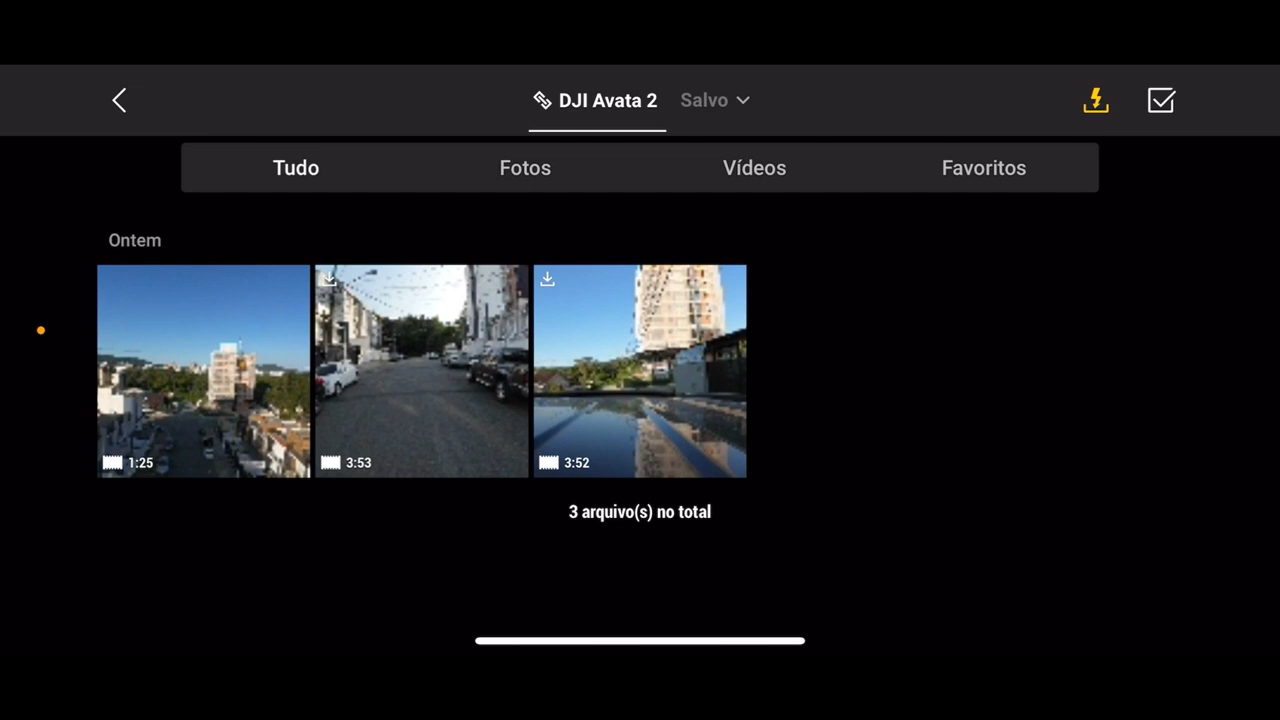 DJI Avata 2 Salvo
Tudo Fotos Vídeos Favoritos
Ontem
1:25 3:53 3:52
3 arquivo(s) no total